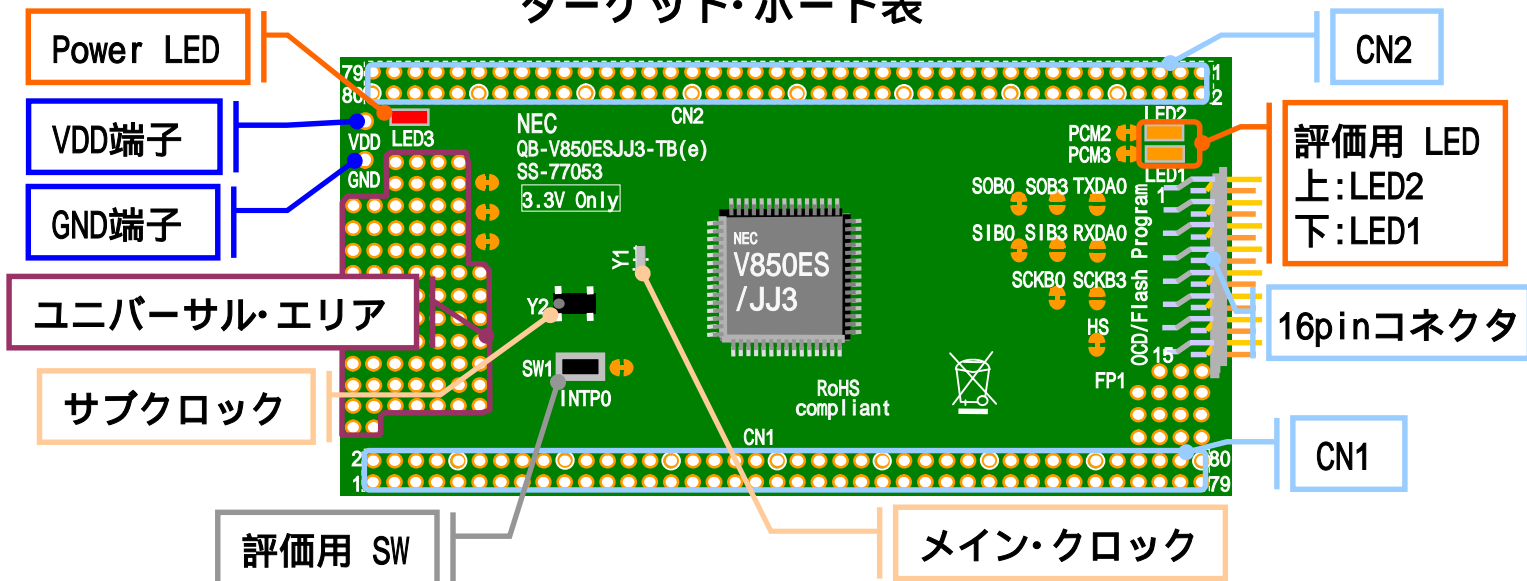 ターゲット・ボード表
Power LED
VDD端子
GND端子
ユニバーサル・エリア
サブクロック
評価用 SW
メイン・クロック
CN2
評価用 LED
上:LED2
下:LED1
16pinコネクタ
CN1
79
80
1
2
CN2
LED3
VDD
GND
NEC
QB-V850ESJJ3-TB(e)
SS-77053
3.3V Only
LED2
PCM2
PCM3
LED1
SOB0 SOB3 TXDA0
SIB0 SIB3 RXDA0
SCKB0 SCKB3
HS
1
15
OCD/Flash Program
FP1
Y1
Y2
SW1
INTP0
NEC
V850ES
/JJ3
RoHS
compliant
CN1
2
1
80
79